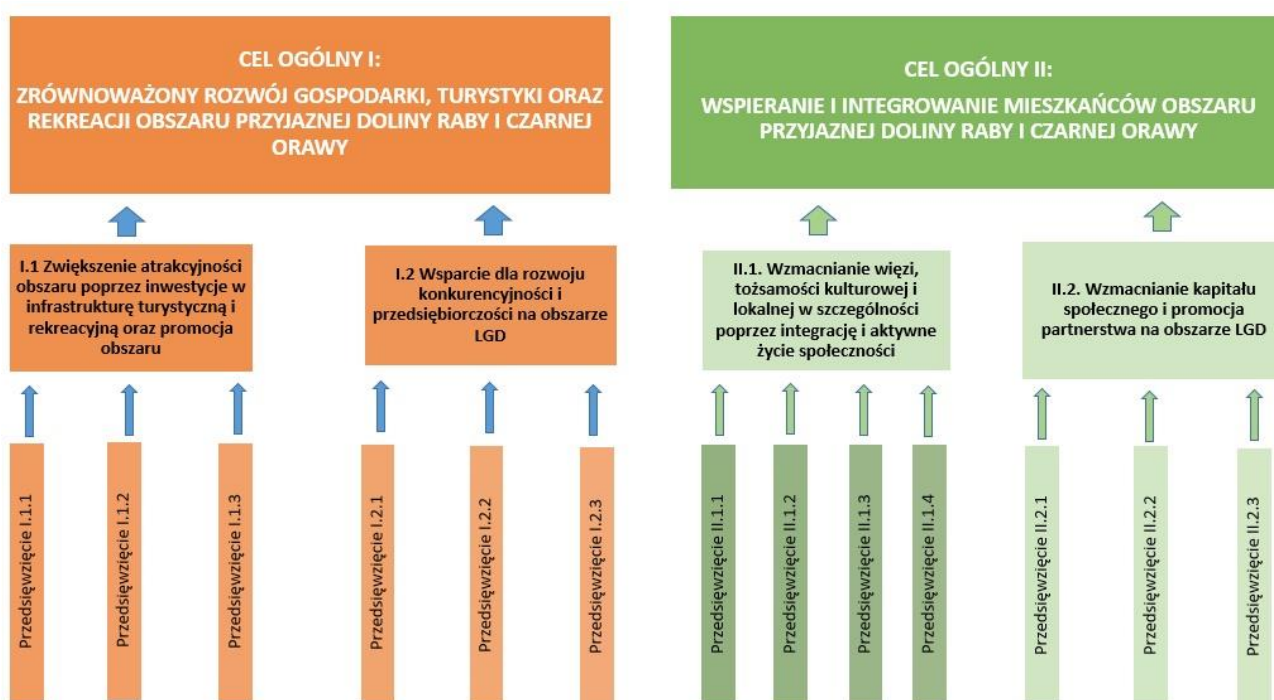 CEL OGÓLNY I:
ZRÓWNOWAŻONY ROZWÓJ GOSPODARKI, TURYSTYKI ORAZ
REKREACJI OBSZARU PRZYJAZNEJ DOLINY RABY I CZARNEJ
ORAWY
CEL OGÓLNY II:
WSPIERANIE I INTEGROWANIE MIESZKAŃCÓW OBSZARU
PRZYJAZNEJ DOLINY RABY I CZARNEJ ORAWY
I.1 Zwiększenie atrakcyjności
obszaru poprzez inwestycje w
infrastrukturę turystyczną i
rekreacyjną oraz promocja
obszaru
I.2 Wsparcie dla rozwoju
konkurencyjności i
przedsiębiorczości na obszarze
LGD
II.1. Wzmacnianie więzi,
tożsamości kulturowej i
lokalnej w szczególności
poprzez integrację i aktywne
życie społeczności
II.2. Wzmacnianie kapitału
społecznego i promocja
partnerstwa na obszarze LGD
Przedsięwzięcie I.1.1
Przedsięwzięcie I.1.2
Przedsięwzięcie I.1.3
Przedsięwzięcie I.2.1
Przedsięwzięcie I.2.2
Przedsięwzięcie I.2.3
Przedsięwzięcie II.1.1
Przedsięwzięcie II.1.2
Przedsięwzięcie II.1.3
Przedsięwzięcie II.1.4
Przedsięwzięcie II.2.1
Przedsięwzięcie II.2.2
Przedsięwzięcie II.2.3